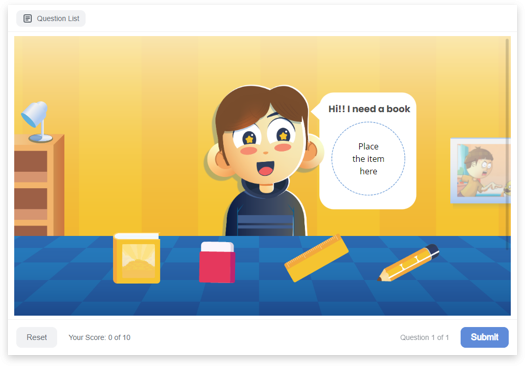 Question List
Hi!! I need a book
Place
the item
here
Reset
Your Score: 0 of 10
Question 1 of 1
Submit